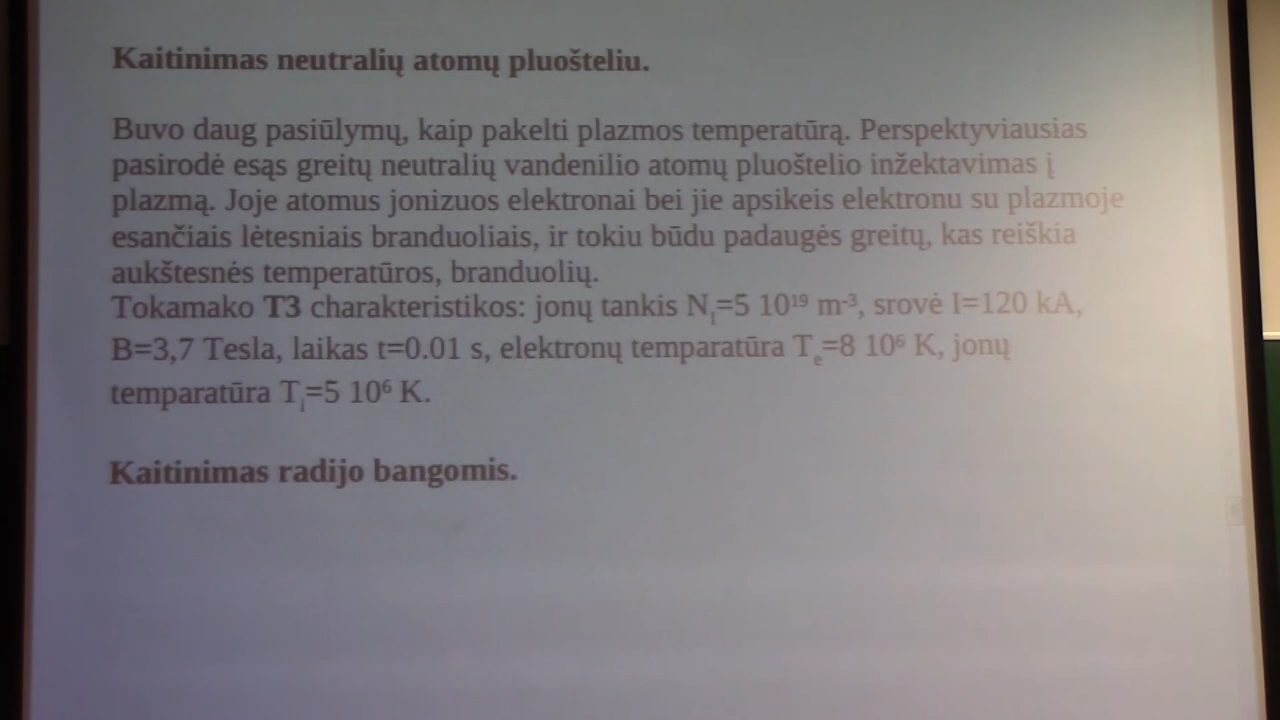 Kaitinimas neutralių atomų pluošteliu.
Buvo daug pasiūlymų, kaip pakelti plazmos temperatūrą. Perspektyviausias
pasirodė esąs greitų neutralių vandenilio atomų pluoštelio inžektavimas į
plazmą. Joje atomus jonizuos elektronai bei jie apsikeis elektronu su plazmoje
esančiais lėtesniais branduoliais, ir tokiu būdu padaugės greitų, kas reiškia
aukštesnės temperatūros, branduolių.
Tokamako T3 charakteristikos: jonų tankis Nᵢ=5 10¹⁹ m⁻³, srovė I=120 kA,
B=3,7 Tesla, laikas t=0.01 s, elektronų temparatūra Tₑ=8 10⁶ K, jonų
temparatūra Tᵢ=5 10⁶ K.
Kaitinimas radijo bangomis.